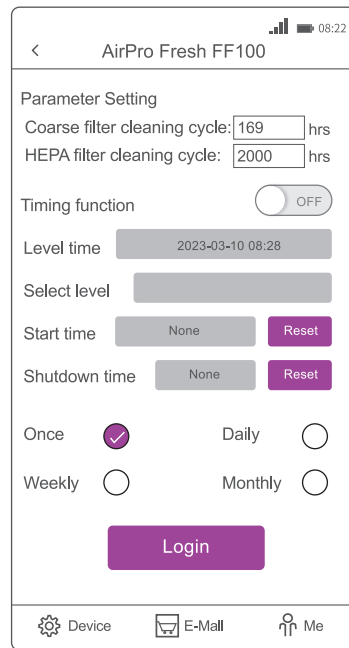 08:22
< AirPro Fresh FF100
Parameter Setting
Coarse filter cleaning cycle: 169 hrs
HEPA filter cleaning cycle: 2000 hrs
Timing function OFF
Level time 2023-03-10 08:28
Select level
Start time None Reset
Shutdown time None Reset
Once Daily
Weekly Monthly
Login
Device E-Mall Me